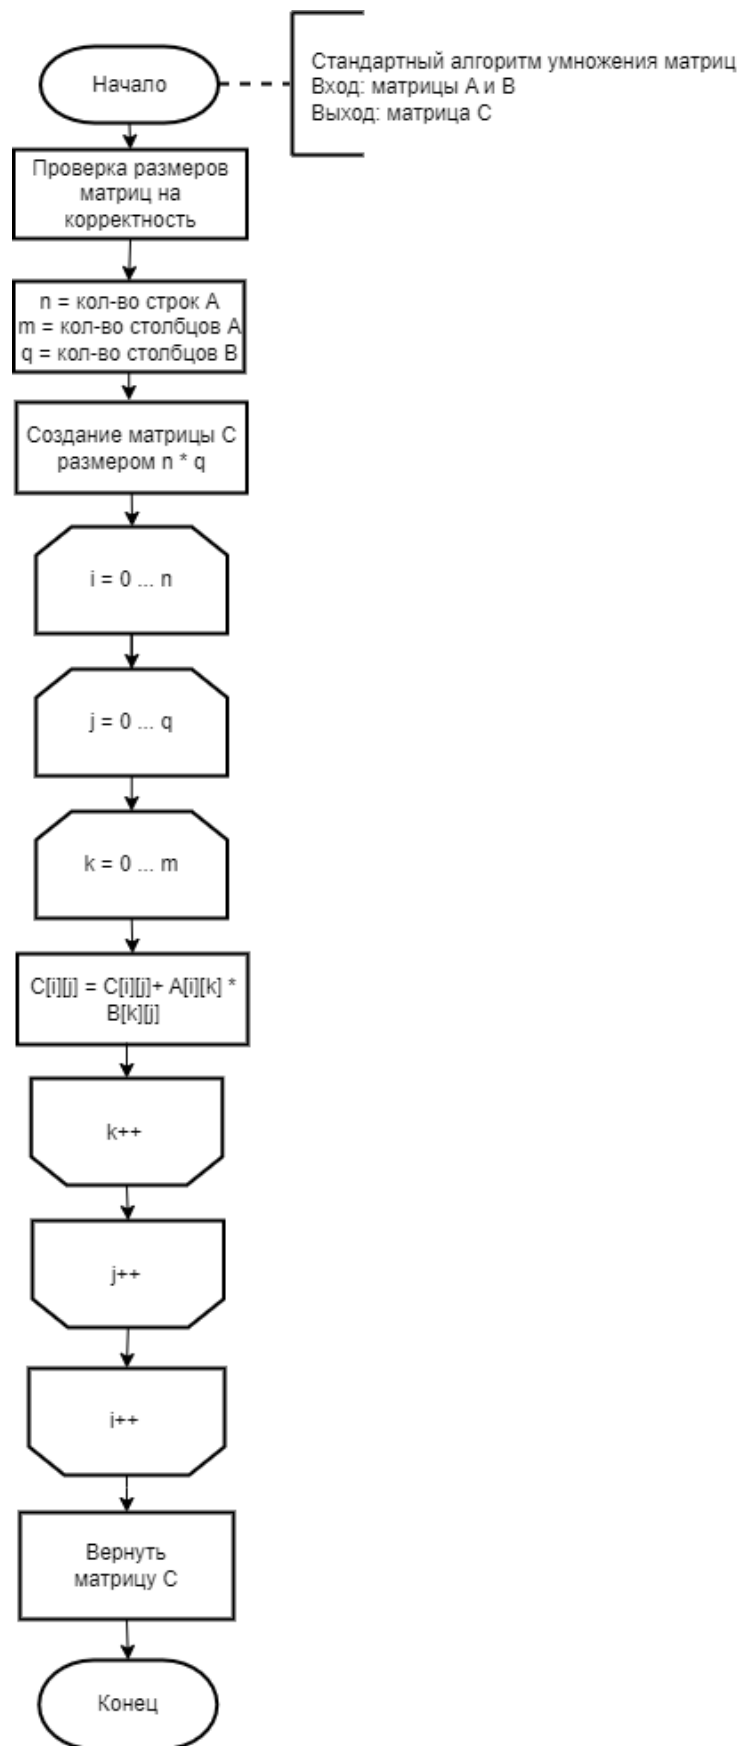 Начало
Стандартный алгоритм умножения матриц
Вход: матрицы A и B
Выход: матрица C
Проверка размеров
матриц на
корректность
n = кол-во строк A
m = кол-во столбцов A
q = кол-во столбцов B
Создание матрицы C
размером n * q
i = 0 ... n
j = 0 ... q
k = 0 ... m
C[i][j] = C[i][j]+ A[i][k] *
B[k][j]
k++
j++
i++
Вернуть
матрицу C
Конец